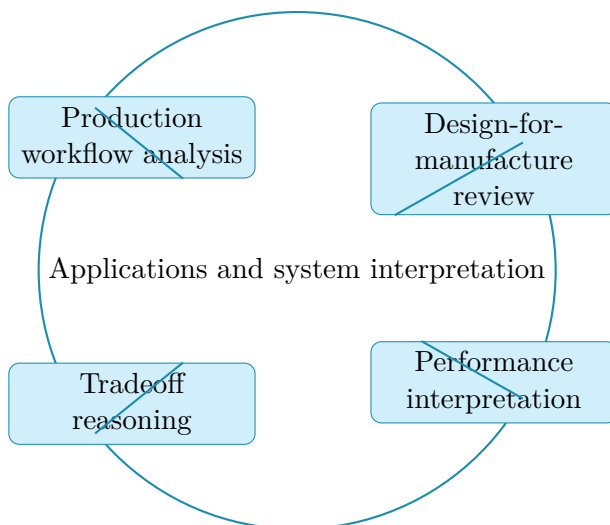 Production
workflow analysis
Design-for-
manufacture
review
Applications and system interpretation
Tradeoff
reasoning
Performance
interpretation